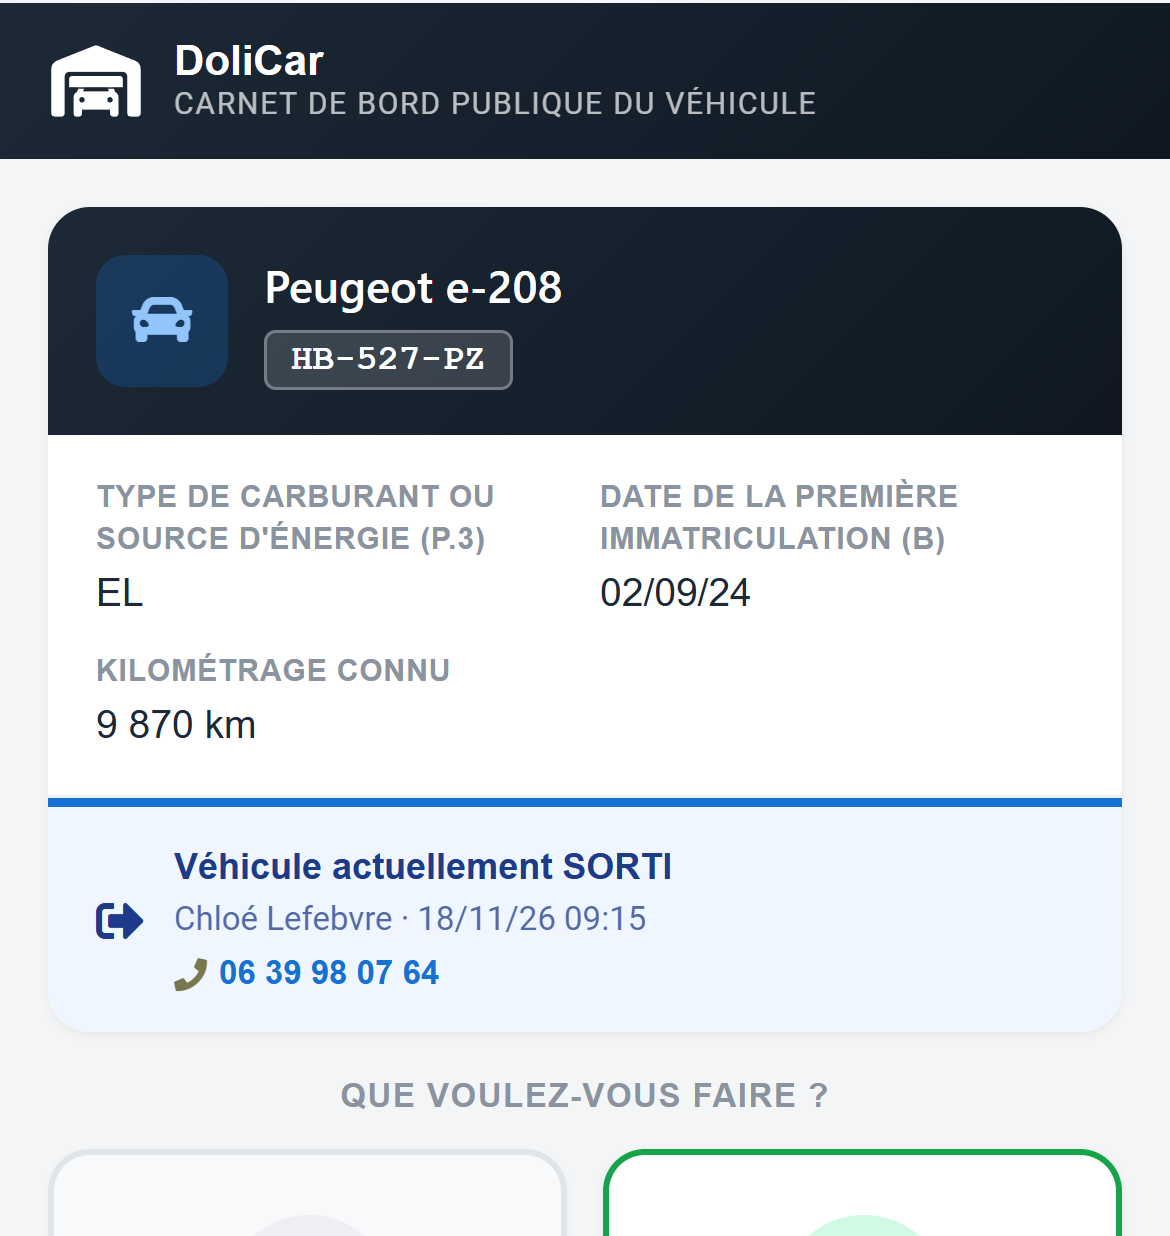 DoliCar
CARNET DE BORD PUBLIQUE DU VÉHICULE
Peugeot e-208
HB-527-PZ
TYPE DE CARBURANT OU
SOURCE D'ÉNERGIE (P.3)
EL
DATE DE LA PREMIÈRE
IMMATRICULATION (B)
02/09/24
KILOMÉTRAGE CONNU
9 870 km
Véhicule actuellement SORTI
Chloé Lefebvre · 18/11/26 09:15
06 39 98 07 64
QUE VOULEZ-VOUS FAIRE ?